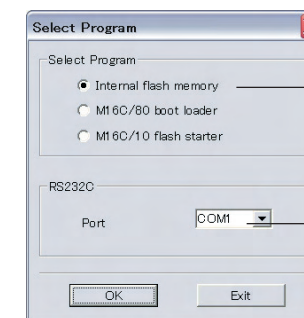 Select Program
Select Program
Internal flash memory
M16C/80 boot loader
M16C/10 flash starter
RS232C
Port
COM1
OK
Exit